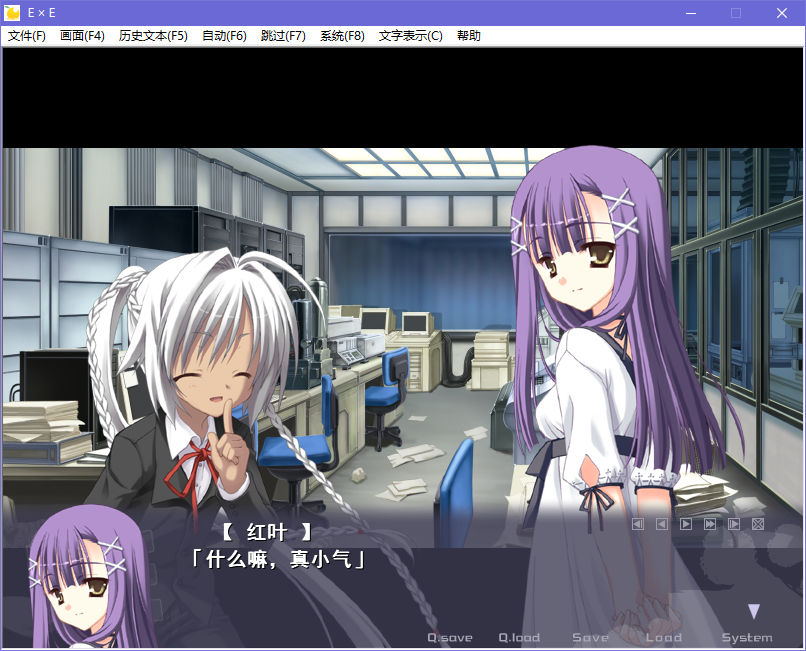 E × E
文件(F) 画面(F4) 历史文本(F5) 自动(F6) 跳过(F7) 系统(F8) 文字表示(C) 帮助
【 红叶 】
「什么嘛，真小气」
Q.save Q.load Save Load System